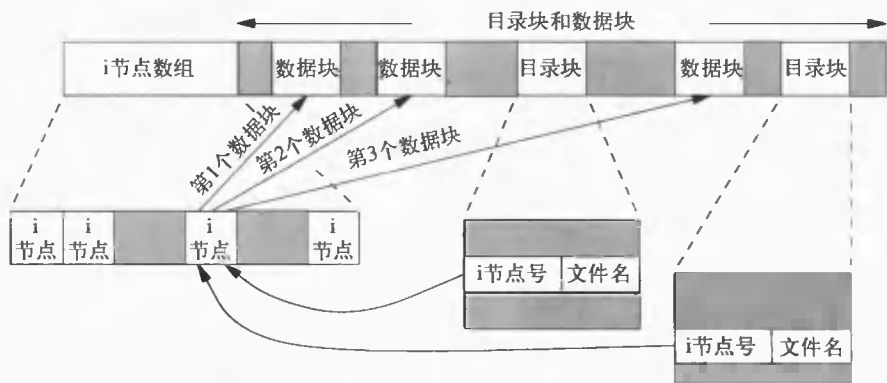 目录块和数据块
i节点数组
数据块
数据块
目录块
数据块
目录块
第1个数据块
第2个数据块
第3个数据块
i
节点
i
节点
i
节点
i
节点
i节点号
文件名
i节点号
文件名